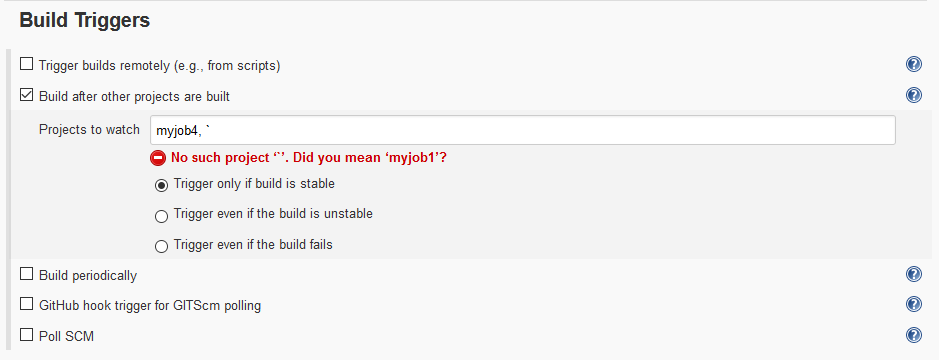 Build Triggers
Trigger builds remotely (e.g., from scripts)
Build after other projects are built
Projects to watch myjob4, `
No such project ‘`’. Did you mean ‘myjob1’?
Trigger only if build is stable
Trigger even if the build is unstable
Trigger even if the build fails
Build periodically
GitHub hook trigger for GITScm polling
Poll SCM